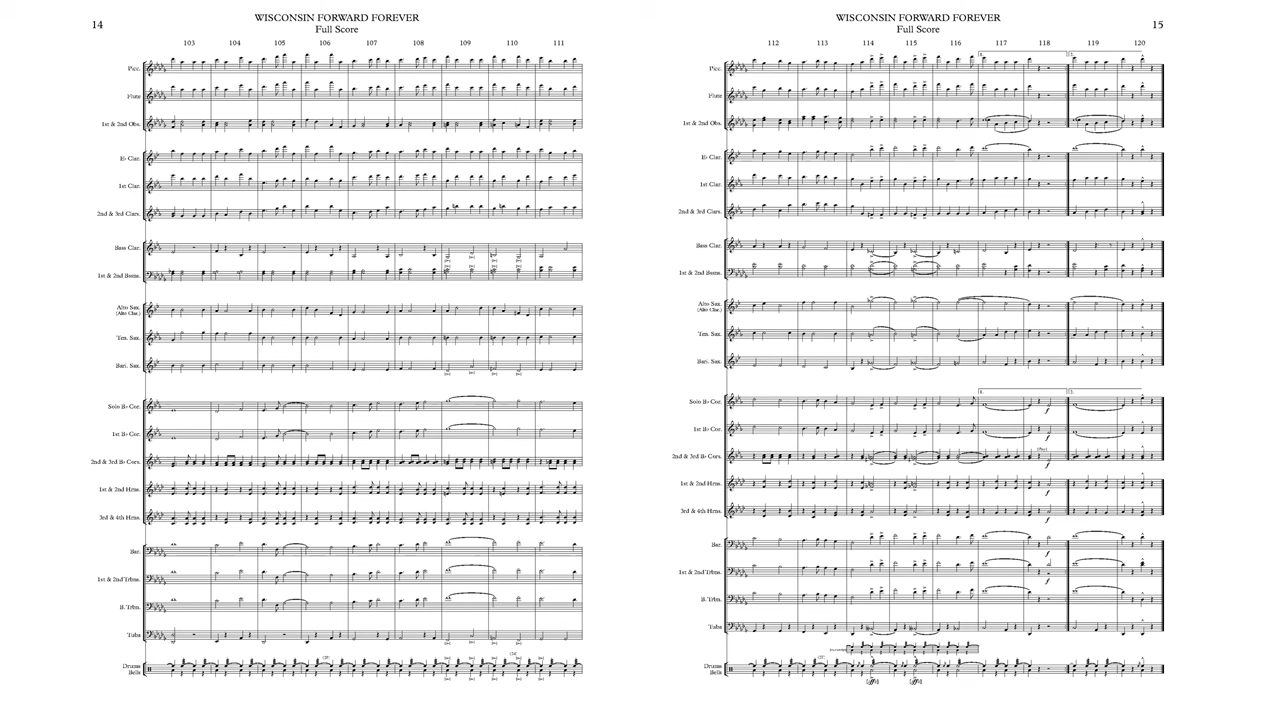 14
WISCONSIN FORWARD FOREVER
Full Score
103 104 105 106 107 108 109 110 111
Picc.
Flute
1st & 2nd Obs.
E♭ Clar.
1st Clar.
2nd & 3rd Clars.
Bass Clar.
1st & 2nd Bsns.
Alto Sax.
(Alto Clar.)
Ten. Sax.
Bari. Sax.
Solo B♭ Cor.
1st B♭ Cor.
2nd & 3rd B♭ Cors.
1st & 2nd Hrns.
3rd & 4th Hrns.
Bar.
1st & 2nd Trbns.
B. Trbn.
Tuba
Drums
Bells
WISCONSIN FORWARD FOREVER
Full Score
15
112 113 114 115 116 117 118 119 120
Picc.
Flute
1st & 2nd Obs.
E♭ Clar.
1st Clar.
2nd & 3rd Clars.
Bass Clar.
1st & 2nd Bsns.
Alto Sax.
(Alto Clar.)
Ten. Sax.
Bari. Sax.
Solo B♭ Cor.
1st B♭ Cor.
2nd & 3rd B♭ Cors.
1st & 2nd Hrns.
3rd & 4th Hrns.
Bar.
1st & 2nd Trbns.
B. Trbn.
Tuba
Drums
Bells